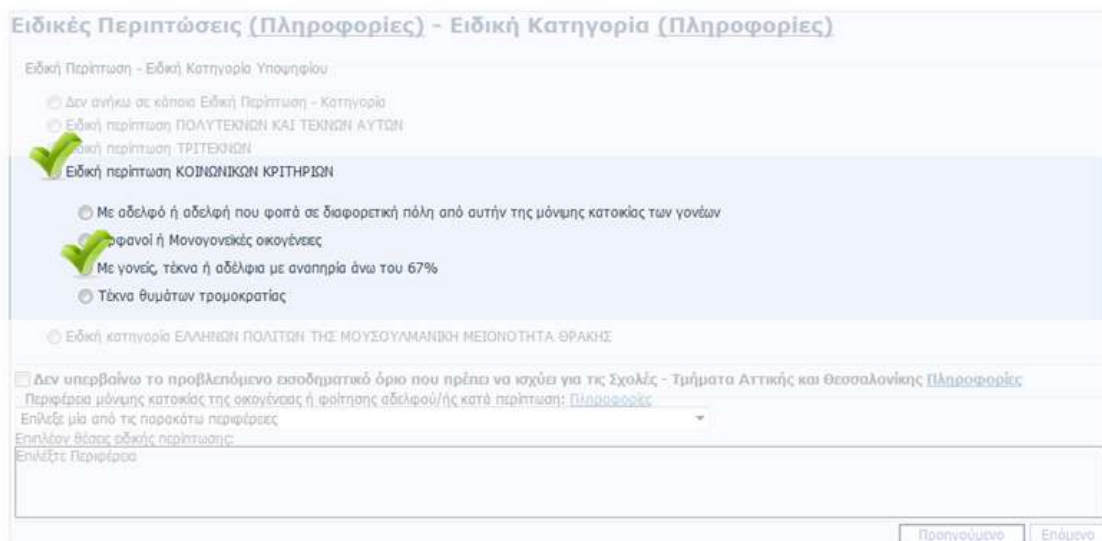 Ειδικές Περιπτώσεις (Πληροφορίες) - Ειδική Κατηγορία (Πληροφορίες)
Ειδική Περίπτωση - Ειδική Κατηγορία Υποψηφίου
Δεν ανήκω σε κάποια Ειδική Περίπτωση - Κατηγορία
Ειδική περίπτωση ΠΟΛΥΤΕΚΝΩΝ ΚΑΙ ΤΕΚΝΩΝ ΑΥΤΩΝ
περίπτωση ΤΡΙΤΕΚΝΩΝ
Ειδική περίπτωση ΚΟΙΝΩΝΙΚΩΝ ΚΡΙΤΗΡΙΩΝ
Με αδελφό ή αδελφή που φοιτά σε διαφορετική πόλη από αυτήν της μόνιμης κατοικίας των γονέων
ή Μονογονεϊκές οικογένειες
Με γονείς, τέκνα ή αδέλφια με αναπηρία άνω του 67%
Τέκνα θυμάτων τρομοκρατίας
Ειδική κατηγορία ΕΛΛΗΝΩΝ ΠΟΛΙΤΩΝ ΤΗΣ ΜΟΥΣΟΥΛΜΑΝΙΚΗ ΜΕΙΟΝΟΤΗΤΑ ΘΡΑΚΗΣ
Δεν υπερβαίνω το προβλεπόμενο εισοδηματικό όριο που πρέπει να ισχύει για τις Σχολές - Τμήματα Αττικής και Θεσσαλονίκης Πληροφορίες
Περιφέρεια μόνιμης κατοικίας της οικογένειας ή φοίτησης αδελφού/ής κατά περίπτωση: Πληροφορίες
Επίλεξε μία από τις παρακάτω περιφέρειες
Επιπλέον θέσεις ειδικής περίπτωσης:
Επιλέξτε Περιφέρεια
Προηγούμενο Επόμενο